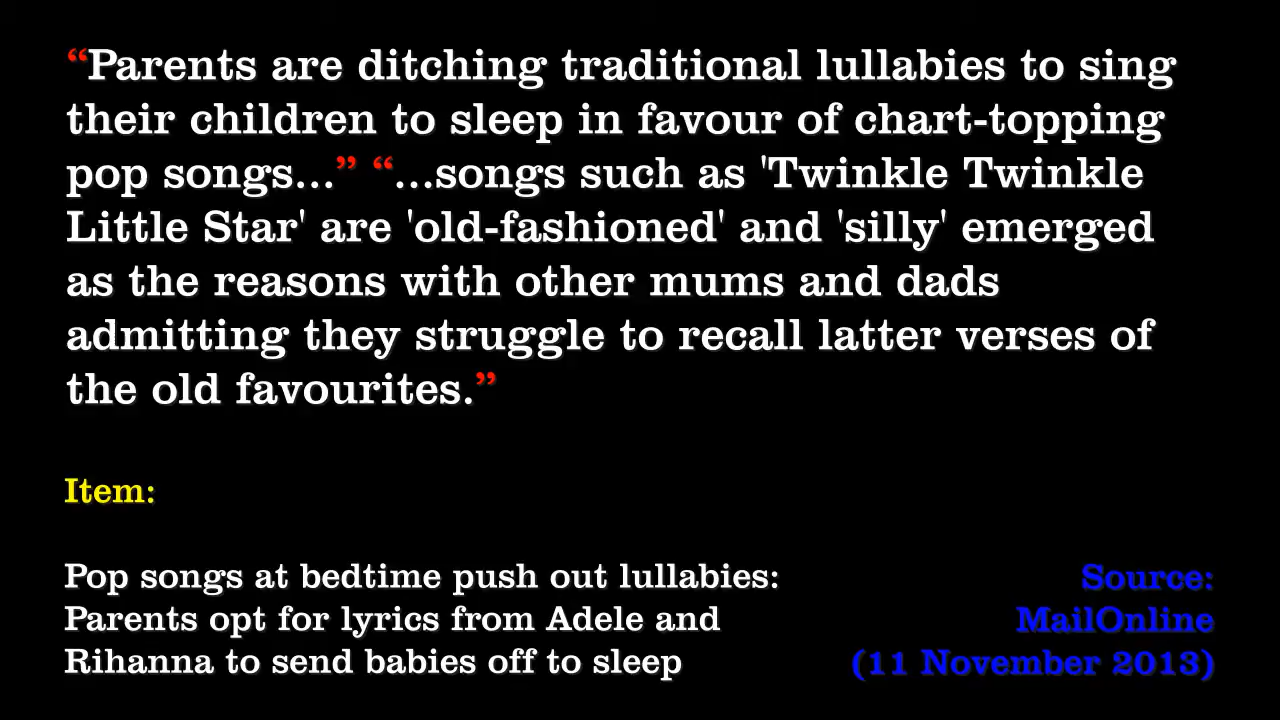 “Parents are ditching traditional lullabies to sing
their children to sleep in favour of chart-topping
pop songs...” “...songs such as 'Twinkle Twinkle
Little Star' are 'old-fashioned' and 'silly' emerged
as the reasons with other mums and dads
admitting they struggle to recall latter verses of
the old favourites.”
Item:
Pop songs at bedtime push out lullabies:
Parents opt for lyrics from Adele and
Rihanna to send babies off to sleep
Source:
MailOnline
(11 November 2013)